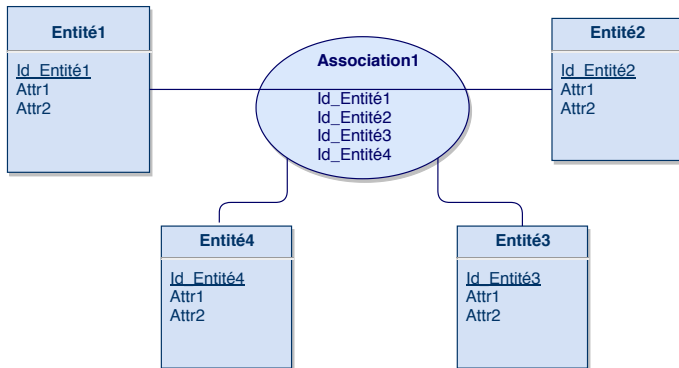 Entité1
Id_Entité1
Attr1
Attr2
Association1
Id_Entité1
Id_Entité2
Id_Entité3
Id_Entité4
Entité2
Id_Entité2
Attr1
Attr2
Entité4
Id_Entité4
Attr1
Attr2
Entité3
Id_Entité3
Attr1
Attr2